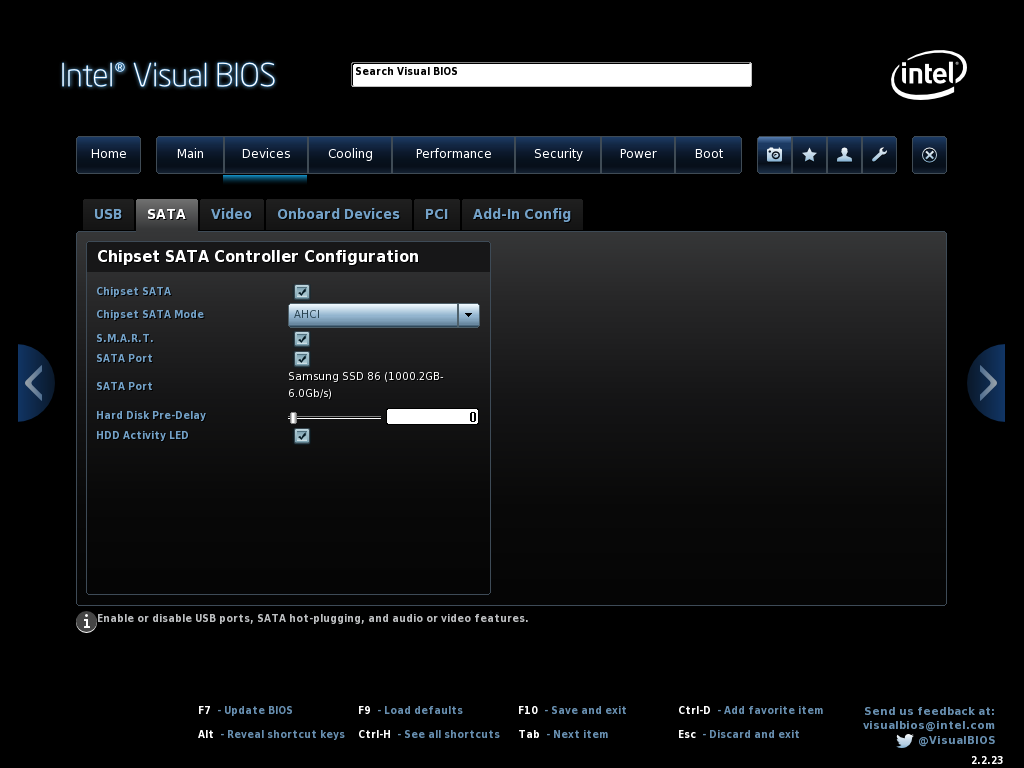 Intel® Visual BIOS
Search Visual BIOS
intel®
Home Main Devices Cooling Performance Security Power Boot
USB SATA Video Onboard Devices PCI Add-In Config
Chipset SATA Controller Configuration
Chipset SATA
Chipset SATA Mode AHCI
S.M.A.R.T.
SATA Port
SATA Port Samsung SSD 86 (1000.2GB-
6.0Gb/s)
Hard Disk Pre-Delay 0
HDD Activity LED
Enable or disable USB ports, SATA hot-plugging, and audio or video features.
F7 - Update BIOS F9 - Load defaults F10 - Save and exit Ctrl-D - Add favorite item
Alt - Reveal shortcut keys Ctrl-H - See all shortcuts Tab - Next item Esc - Discard and exit
Send us feedback at:
visualbios@intel.com
@VisualBIOS
2.2.23